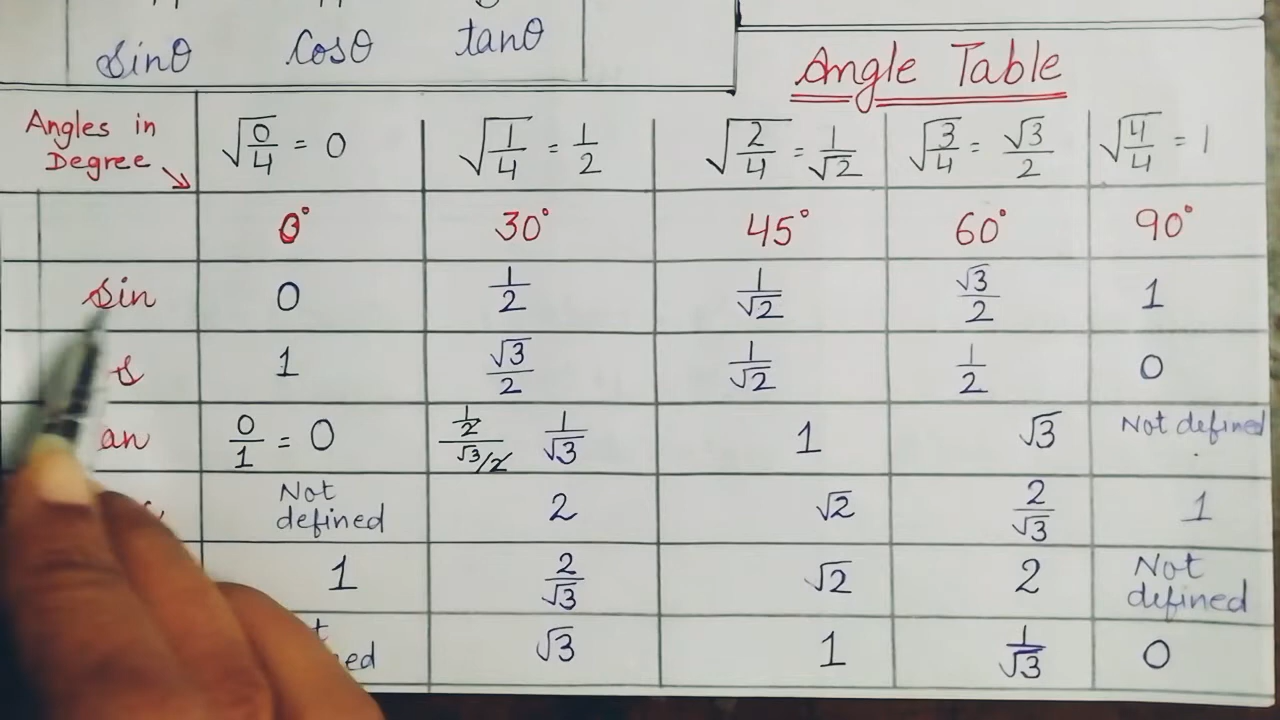 sinθ cosθ tanθ
Angle Table
Angles in Degree √0/4 = 0 √1/4 = 1/2 √2/4 = 1/√2 √3/4 = √3/2 √4/4 = 1
0° 30° 45° 60° 90°
sin 0 1/2 1/√2 √3/2 1
s 1 √3/2 1/√2 1/2 0
an 0/1 = 0 1/2/√3/2 1/√3 1 √3 Not defined
Not defined 2 √2 2/√3 1
1 2/√3 √2 2 Not defined
t ed √3 1 1/√3 0